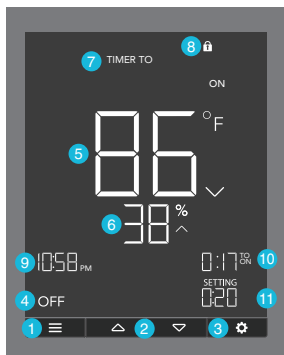 8
7 TIMER TO
ON
5 86 °F
6 38 %
9 10:58 PM
0:17 TO ON 10
SETTING
4 OFF
0:20 11
1 2 3